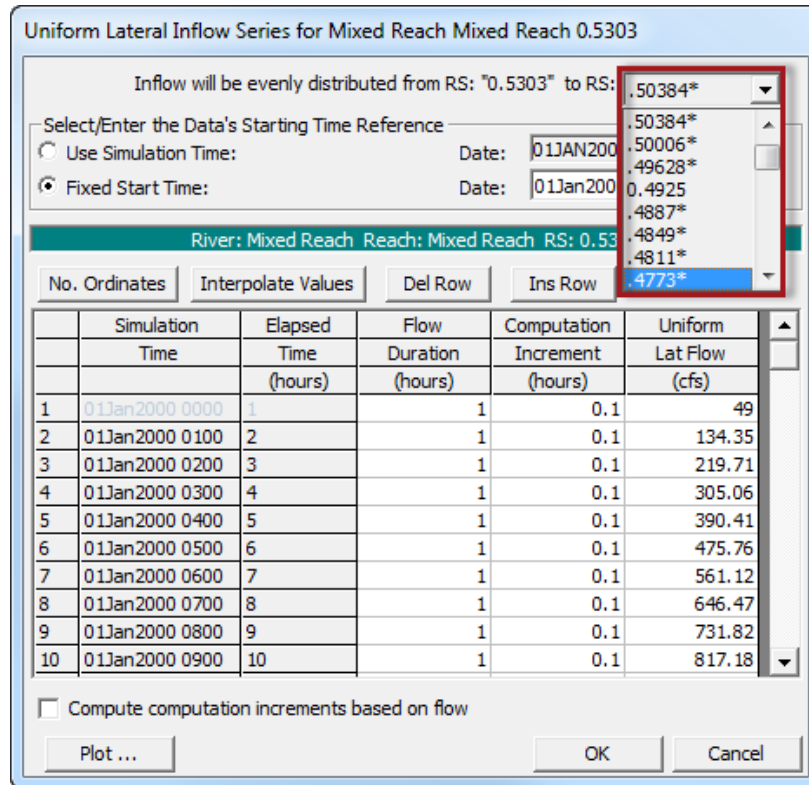 Uniform Lateral Inflow Series for Mixed Reach Mixed Reach 0.5303
Inflow will be evenly distributed from RS: "0.5303" to RS: .50384*
.50384*
.50006*
.49628*
0.4925
.4887*
.4849*
.4811*
.4773*
Select/Enter the Data's Starting Time Reference
Use Simulation Time: Date: 01JAN200
Fixed Start Time: Date: 01Jan200
River: Mixed Reach Reach: Mixed Reach RS: 0.53
No. Ordinates Interpolate Values Del Row Ins Row
Simulation Elapsed Flow Computation Uniform
Time Time Duration Increment Lat Flow
(hours) (hours) (hours) (cfs)
1 01Jan2000 0000 1 1 0.1 49
2 01Jan2000 0100 2 1 0.1 134.35
3 01Jan2000 0200 3 1 0.1 219.71
4 01Jan2000 0300 4 1 0.1 305.06
5 01Jan2000 0400 5 1 0.1 390.41
6 01Jan2000 0500 6 1 0.1 475.76
7 01Jan2000 0600 7 1 0.1 561.12
8 01Jan2000 0700 8 1 0.1 646.47
9 01Jan2000 0800 9 1 0.1 731.82
10 01Jan2000 0900 10 1 0.1 817.18
Compute computation increments based on flow
Plot ... OK Cancel